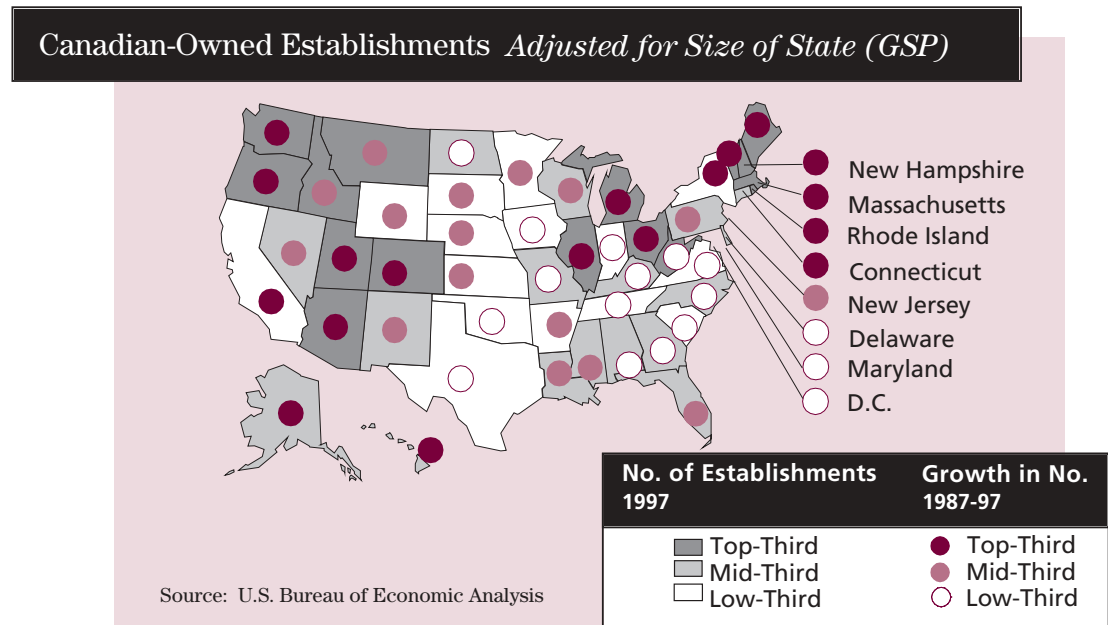 Canadian-Owned Establishments Adjusted for Size of State (GSP)
New Hampshire
Massachusetts
Rhode Island
Connecticut
New Jersey
Delaware
Maryland
D.C.
No. of Establishments
1997
Growth in No.
1987-97
Top-Third
Mid-Third
Low-Third
Top-Third
Mid-Third
Low-Third
Source: U.S. Bureau of Economic Analysis